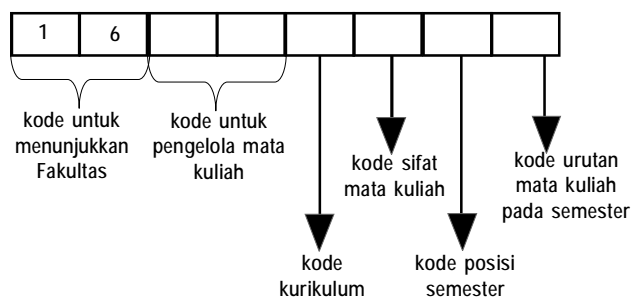 1 6
kode untuk
menunjukkan
Fakultas
kode untuk
pengelola mata
kuliah
kode sifat
mata kuliah
kode urutan
mata kuliah
pada semester
kode
kurikulum
kode posisi
semester